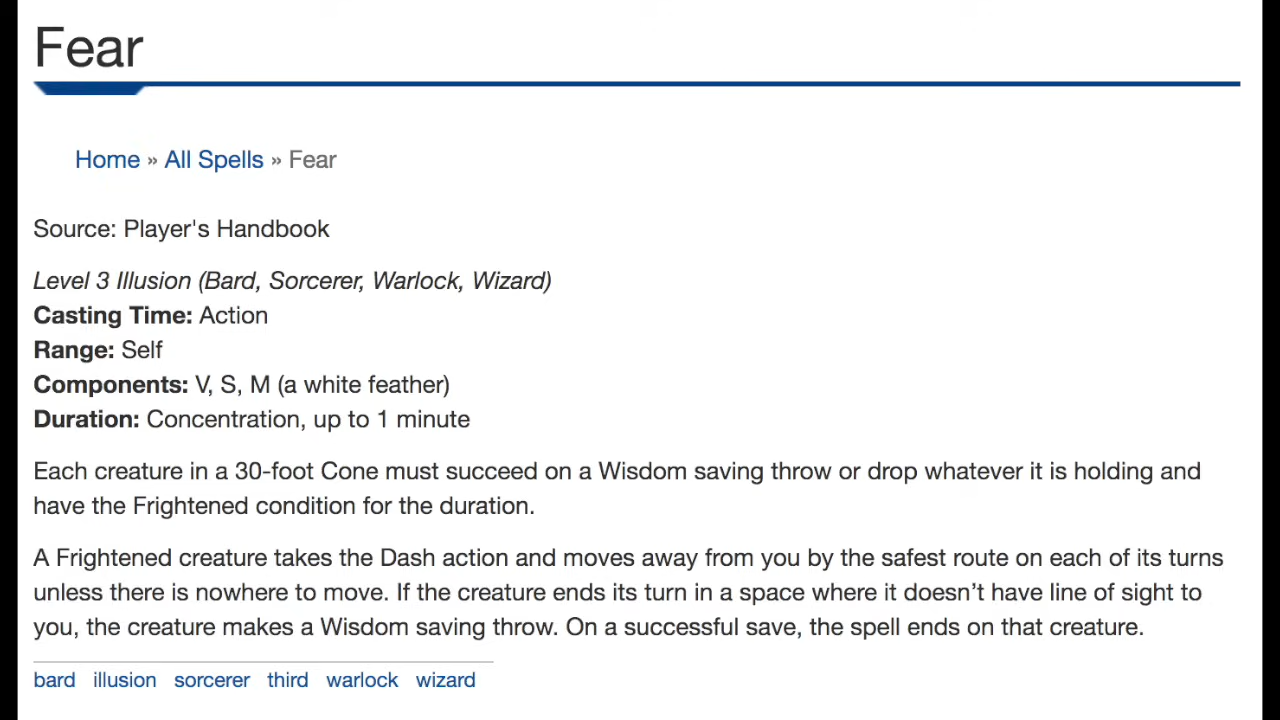 Fear
Home » All Spells » Fear
Source: Player's Handbook
Level 3 Illusion (Bard, Sorcerer, Warlock, Wizard)
Casting Time: Action
Range: Self
Components: V, S, M (a white feather)
Duration: Concentration, up to 1 minute
Each creature in a 30-foot Cone must succeed on a Wisdom saving throw or drop whatever it is holding and
have the Frightened condition for the duration.
A Frightened creature takes the Dash action and moves away from you by the safest route on each of its turns
unless there is nowhere to move. If the creature ends its turn in a space where it doesn’t have line of sight to
you, the creature makes a Wisdom saving throw. On a successful save, the spell ends on that creature.
bard illusion sorcerer third warlock wizard